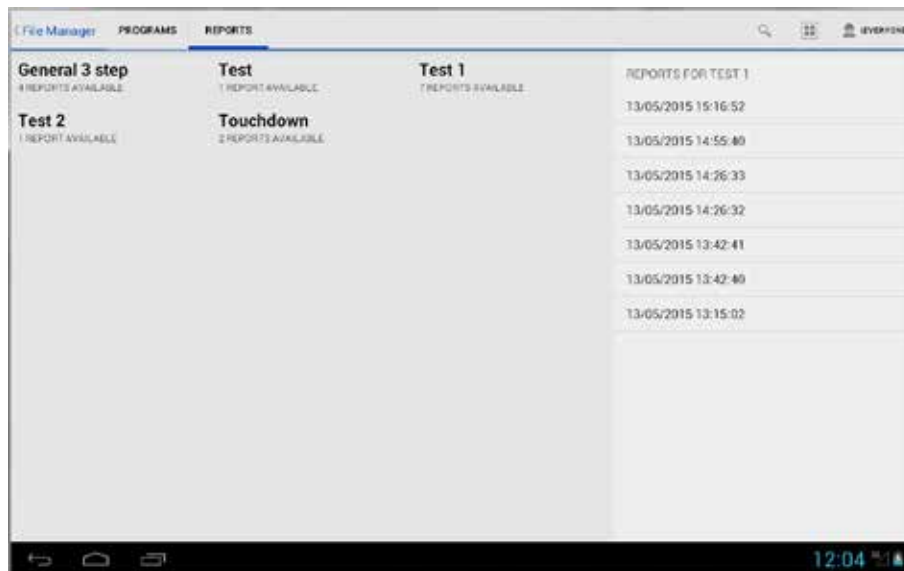 File Manager PROGRAMS REPORTS
General 3 step
4 REPORTS AVAILABLE
Test
1 REPORT AVAILABLE
Test 1
7 REPORTS AVAILABLE
Test 2
1 REPORT AVAILABLE
Touchdown
2 REPORTS AVAILABLE
REPORTS FOR TEST 1
13/05/2015 15:16:52
13/05/2015 14:55:40
13/05/2015 14:26:33
13/05/2015 14:26:32
13/05/2015 13:42:41
13/05/2015 13:42:40
13/05/2015 13:15:02
12:04